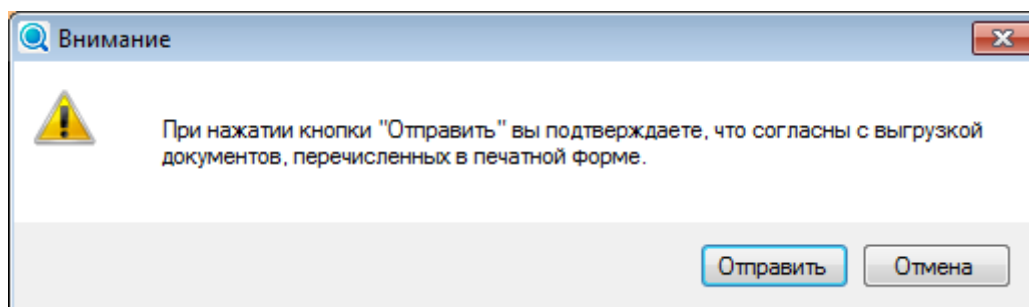 Внимание
При нажатии кнопки "Отправить" вы подтверждаете, что согласны с выгрузкой
документов, перечисленных в печатной форме.
Отправить Отмена